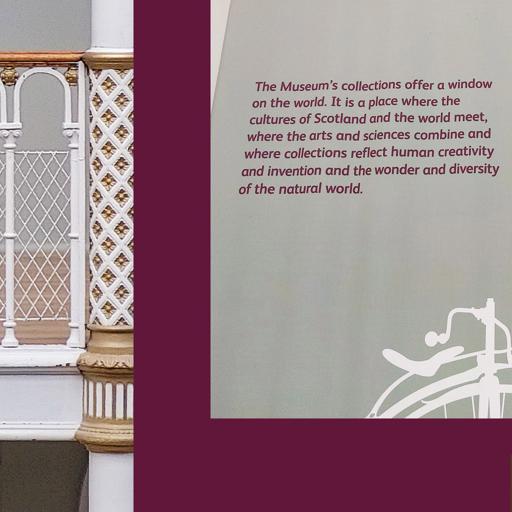 The Museum's collections offer a window
on the world. It is a place where the
cultures of Scotland and the world meet,
where the arts and sciences combine and
where collections reflect human creativity
and invention and the wonder and diversity
of the natural world.